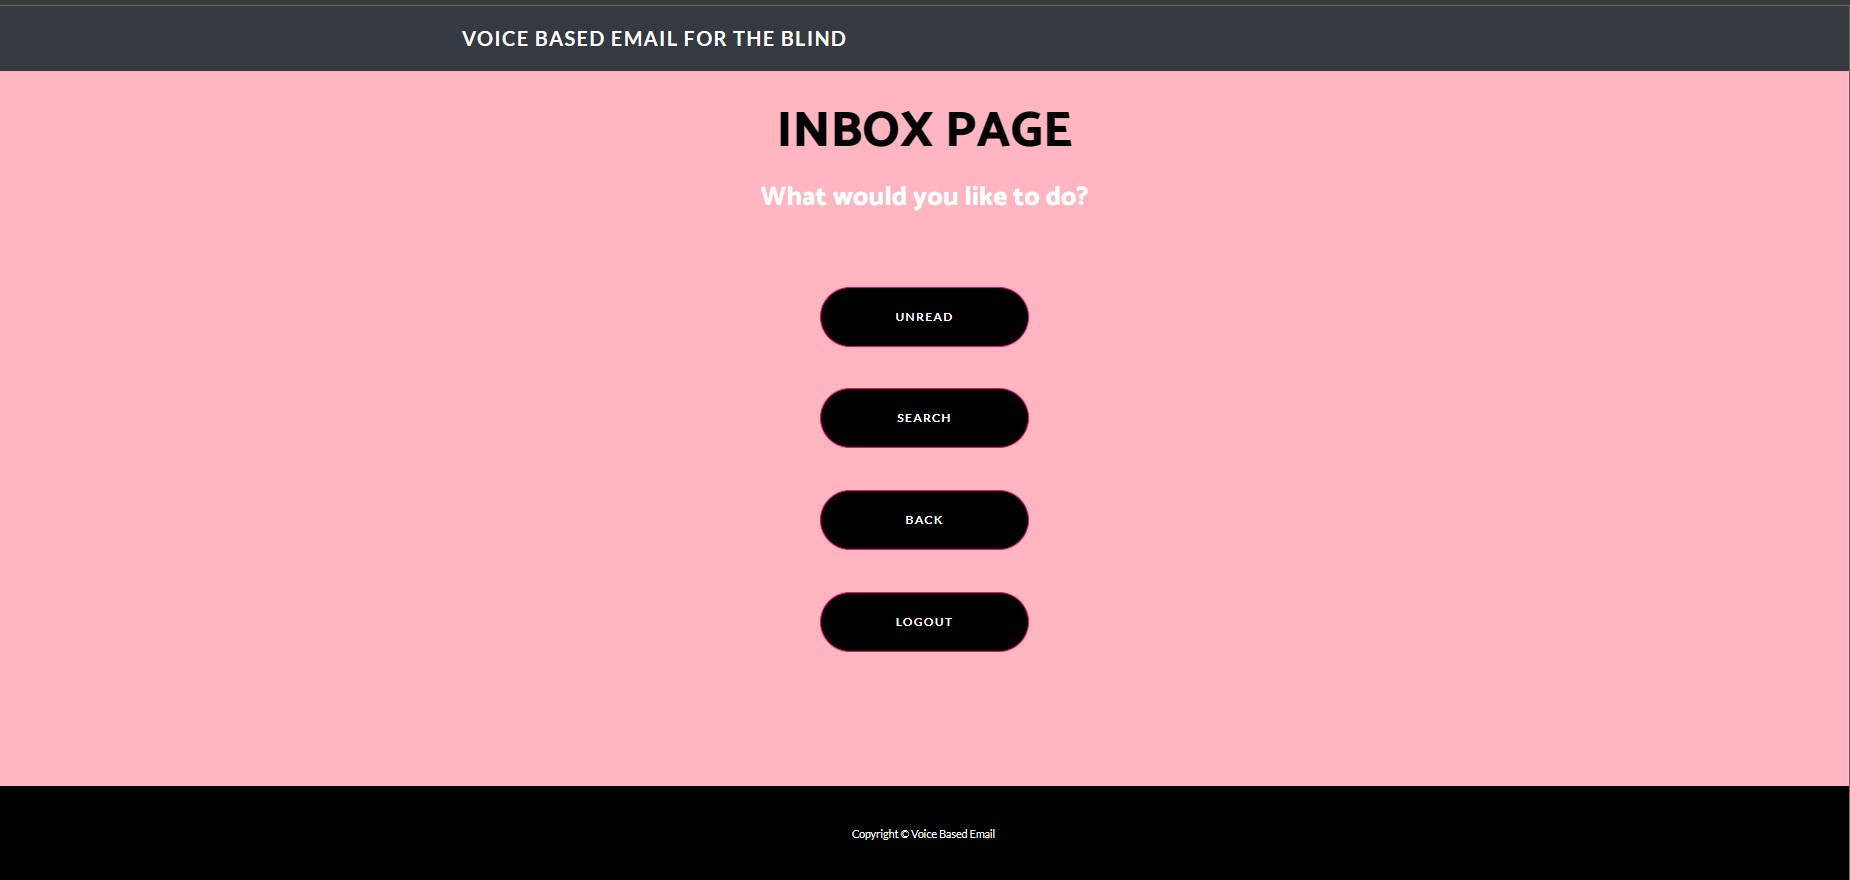 VOICE BASED EMAIL FOR THE BLIND
INBOX PAGE
What would you like to do?
UNREAD
SEARCH
BACK
LOGOUT
Copyright © Voice Based Email